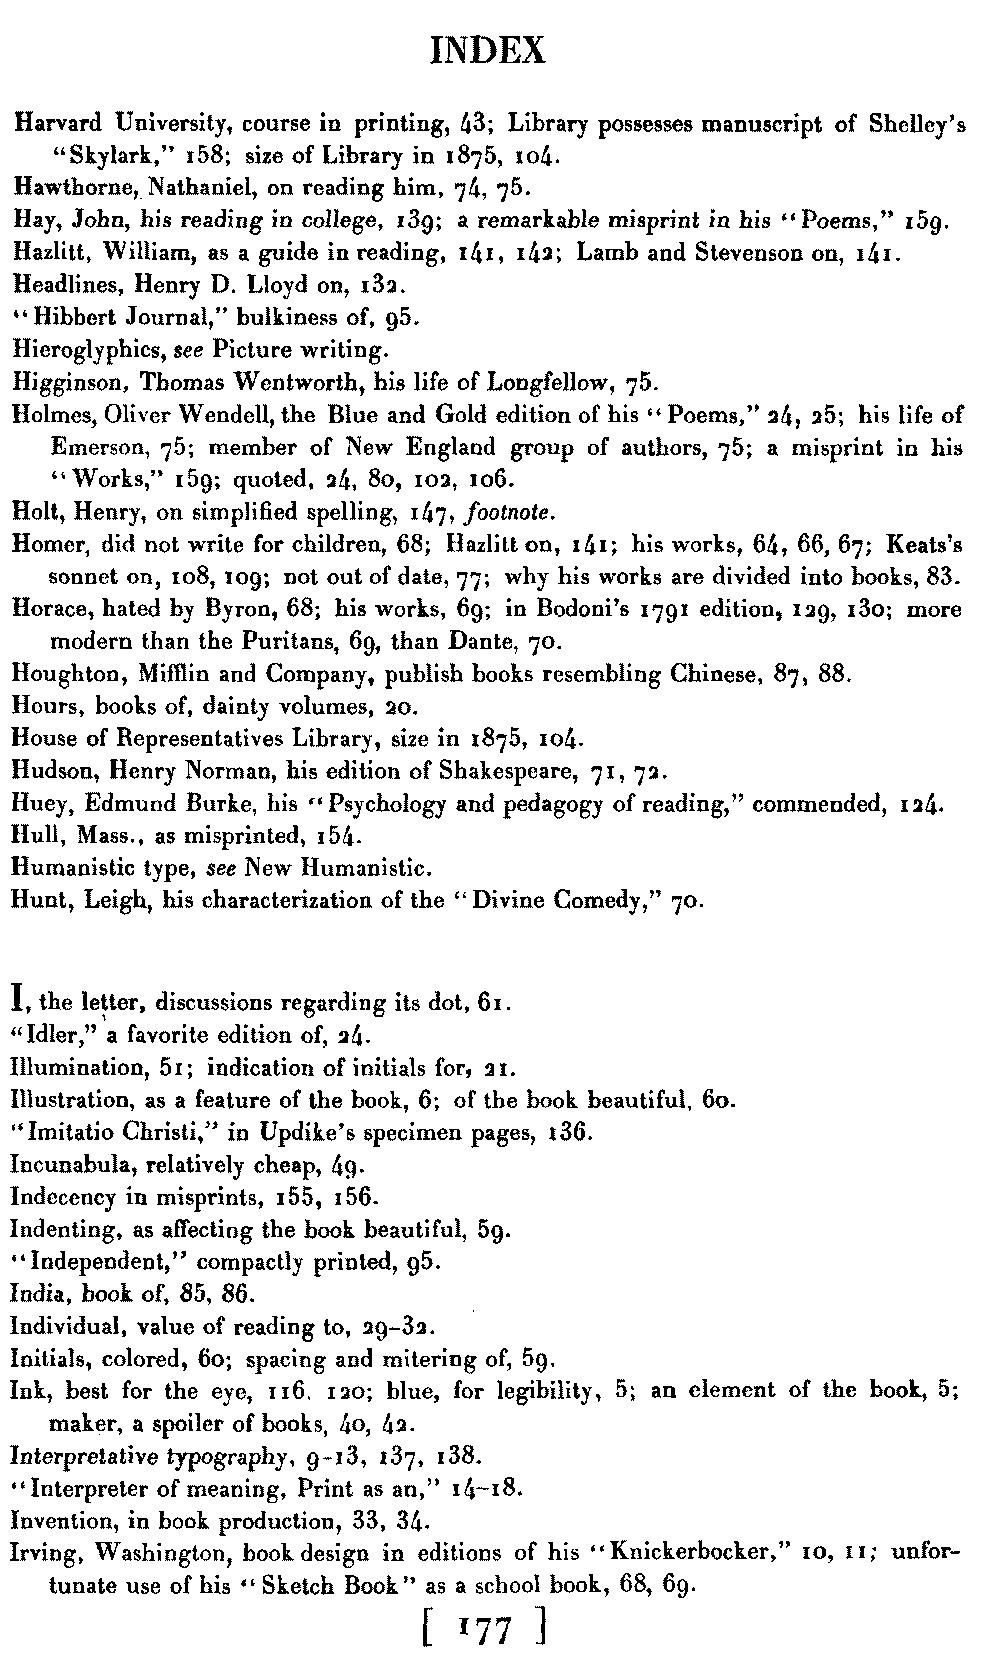 INDEX
Harvard University, course in printing, 43; Library possesses manuscript of Shelley's
"Skylark," 158; size of Library in 1875, 104.
Hawthorne, Nathaniel, on reading him, 74, 75.
Hay, John, his reading in college, 139; a remarkable misprint in his "Poems," 159.
Hazlitt, William, as a guide in reading, 141, 142; Lamb and Stevenson on, 141.
Headlines, Henry D. Lloyd on, 132.
"Hibbert Journal," bulkiness of, 95.
Hieroglyphics, see Picture writing.
Higginson, Thomas Wentworth, his life of Longfellow, 75.
Holmes, Oliver Wendell, the Blue and Gold edition of his "Poems," 24, 25; his life of
Emerson, 75; member of New England group of authors, 75; a misprint in his
"Works," 159; quoted, 24, 80, 102, 106.
Holt, Henry, on simplified spelling, 147, footnote.
Homer, did not write for children, 68; Hazlitt on, 141; his works, 64, 66, 67; Keats's
sonnet on, 108, 109; not out of date, 77; why his works are divided into books, 83.
Horace, hated by Byron, 68; his works, 69; in Bodoni's 1791 edition, 129, 130; more
modern than the Puritans, 69, than Dante, 70.
Houghton, Mifflin and Company, publish books resembling Chinese, 87, 88.
Hours, books of, dainty volumes, 20.
House of Representatives Library, size in 1875, 104.
Hudson, Henry Norman, his edition of Shakespeare, 71, 72.
Huey, Edmund Burke, his "Psychology and pedagogy of reading," commended, 124.
Hull, Mass., as misprinted, 154.
Humanistic type, see New Humanistic.
Hunt, Leigh, his characterization of the "Divine Comedy," 70.
I, the letter, discussions regarding its dot, 61.
"Idler," a favorite edition of, 24.
Illumination, 51; indication of initials for, 21.
Illustration, as a feature of the book, 6; of the book beautiful, 60.
"Imitatio Christi," in Updike's specimen pages, 136.
Incunabula, relatively cheap, 49.
Indecency in misprints, 155, 156.
Indenting, as affecting the book beautiful, 59.
"Independent," compactly printed, 95.
India, book of, 85, 86.
Individual, value of reading to, 29–32.
Initials, colored, 60; spacing and mitering of, 59.
Ink, best for the eye, 116, 120; blue, for legibility, 5; an element of the book, 5;
maker, a spoiler of books, 40, 42.
Interpretative typography, 9–13, 137, 138.
"Interpreter of meaning, Print as an," 14–18.
Invention, in book production, 33, 34.
Irving, Washington, book design in editions of his "Knickerbocker," 10, 11; unfor-
tunate use of his "Sketch Book" as a school book, 68, 69.
[ 177 ]